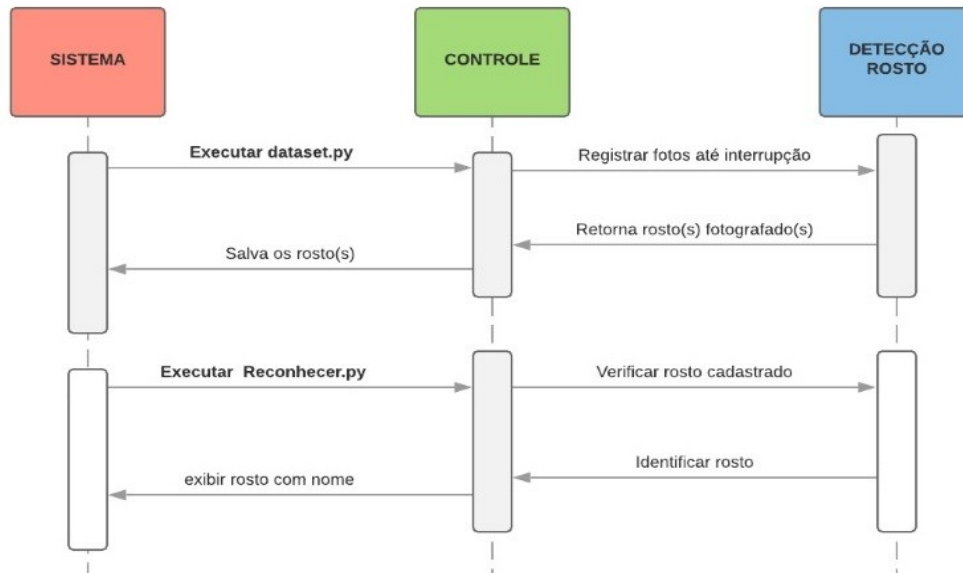 SISTEMA
CONTROLE
DETECÇÃO
ROSTO
Executar dataset.py
Registrar fotos até interrupção
Retorna rosto(s) fotografado(s)
Salva os rosto(s)
Executar Reconhecer.py
Verificar rosto cadastrado
Identificar rosto
exibir rosto com nome